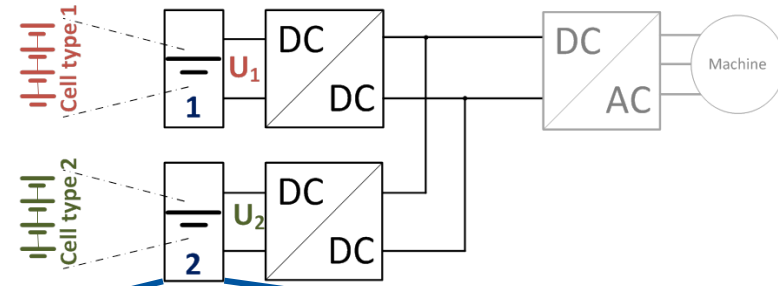 Cell type 1
1
U₁
DC
DC
DC
AC
Machine
Cell type 2
2
U₂
DC
DC